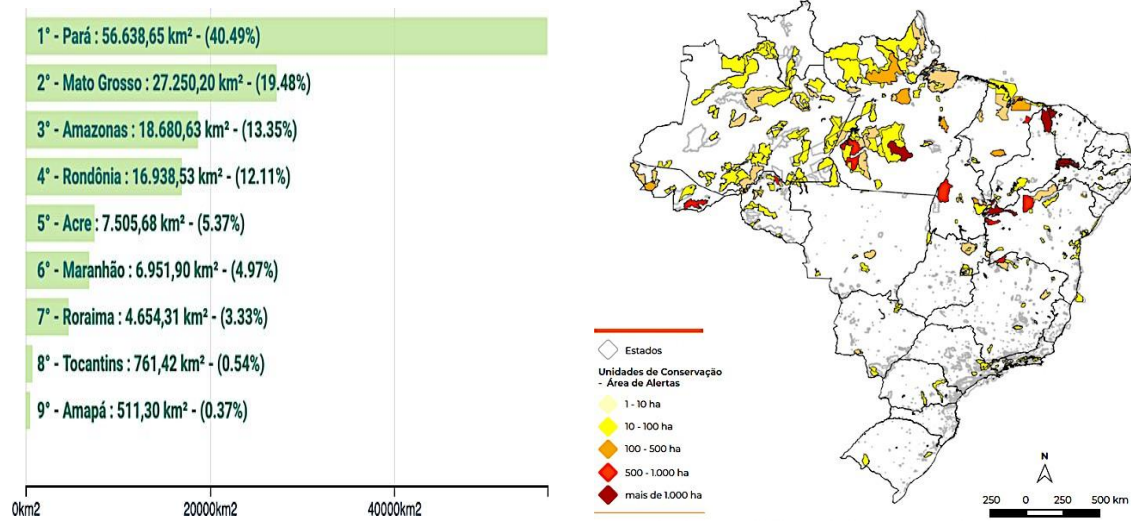 1° - Pará : 56.638,65 km² - (40.49%)
2° - Mato Grosso : 27.250,20 km² - (19.48%)
3° - Amazonas : 18.680,63 km² - (13.35%)
4° - Rondônia : 16.938,53 km² - (12.11%)
5° - Acre : 7.505,68 km² - (5.37%)
6° - Maranhão : 6.951,90 km² - (4.97%)
7° - Roraima : 4.654,31 km² - (3.33%)
8° - Tocantins : 761,42 km² - (0.54%)
9° - Amapá : 511,30 km² - (0.37%)
0km2 20000km2 40000km2
Estados
Unidades de Conservação
- Área de Alertas
1 - 10 ha
10 - 100 ha
100 - 500 ha
500 - 1.000 ha
mais de 1.000 ha
N
250 0 250 500 km